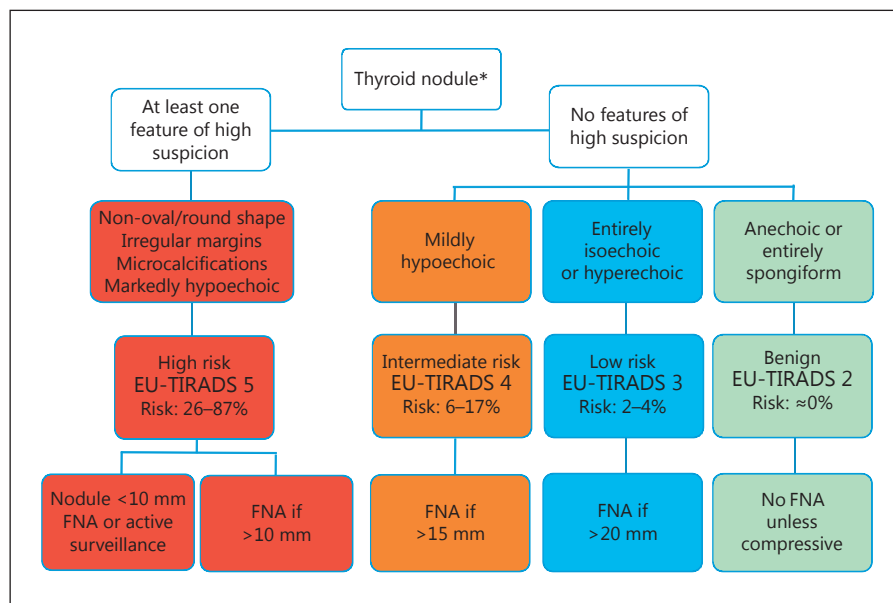 Thyroid nodule*
At least one
feature of high
suspicion
No features of
high suspicion
Non-oval/round shape
Irregular margins
Microcalcifications
Markedly hypoechoic
Mildly
hypoechoic
Entirely
isoechoic
or hyperechoic
Anechoic or
entirely
spongiform
High risk
EU-TIRADS 5
Risk: 26–87%
Intermediate risk
EU-TIRADS 4
Risk: 6–17%
Low risk
EU-TIRADS 3
Risk: 2–4%
Benign
EU-TIRADS 2
Risk: ≈0%
Nodule <10 mm
FNA or active
surveillance
FNA if
>10 mm
FNA if
>15 mm
FNA if
>20 mm
No FNA
unless
compressive